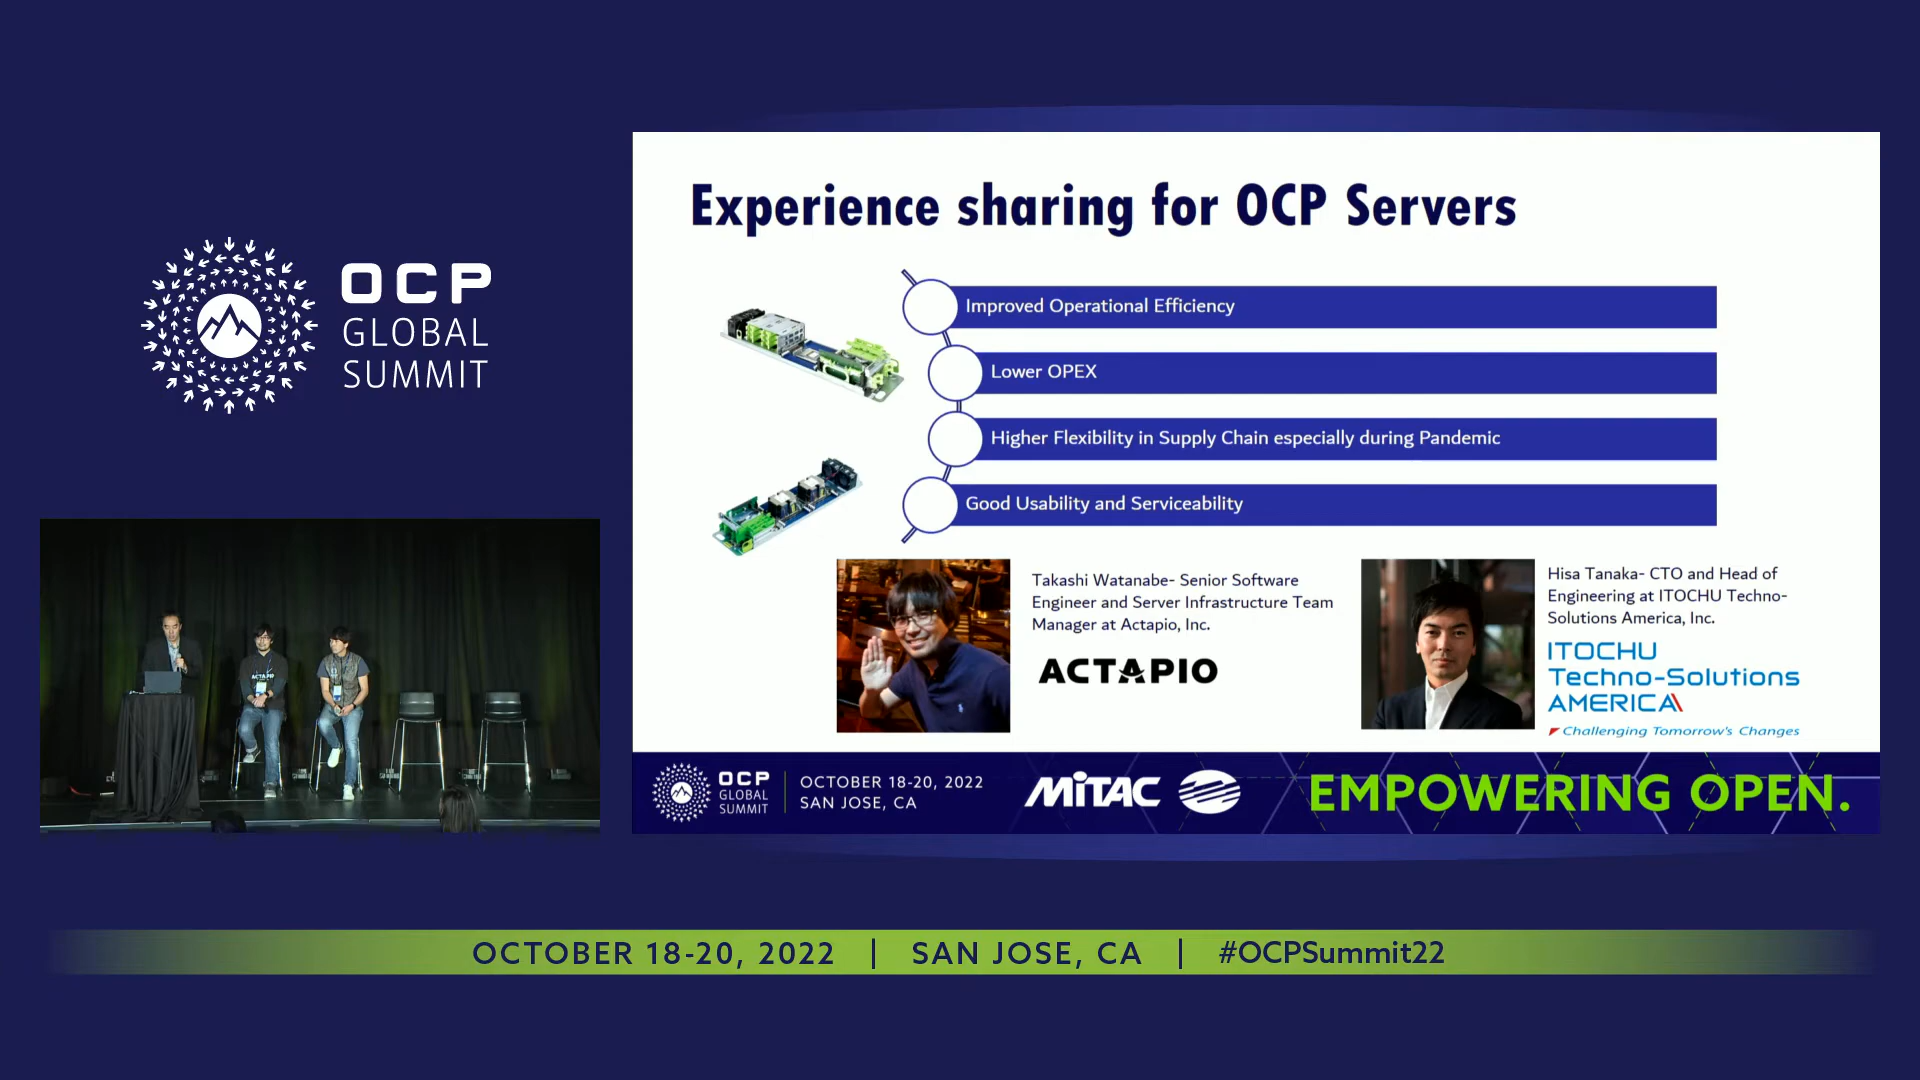 OCP
GLOBAL
SUMMIT
Experience sharing for OCP Servers
Improved Operational Efficiency
Lower OPEX
Higher Flexibility in Supply Chain especially during Pandemic
Good Usability and Serviceability
Takashi Watanabe- Senior Software
Engineer and Server Infrastructure Team
Manager at Actapio, Inc.
ACTAPIO
Hisa Tanaka- CTO and Head of
Engineering at ITOCHU Techno-
Solutions America, Inc.
ITOCHU
Techno-Solutions
AMERICA
Challenging Tomorrow's Changes
ACTAPIO
OCP
GLOBAL
SUMMIT
OCTOBER 18-20, 2022
SAN JOSE, CA
MiTAC
EMPOWERING OPEN.
OCTOBER 18-20, 2022 | SAN JOSE, CA | #OCPSummit22